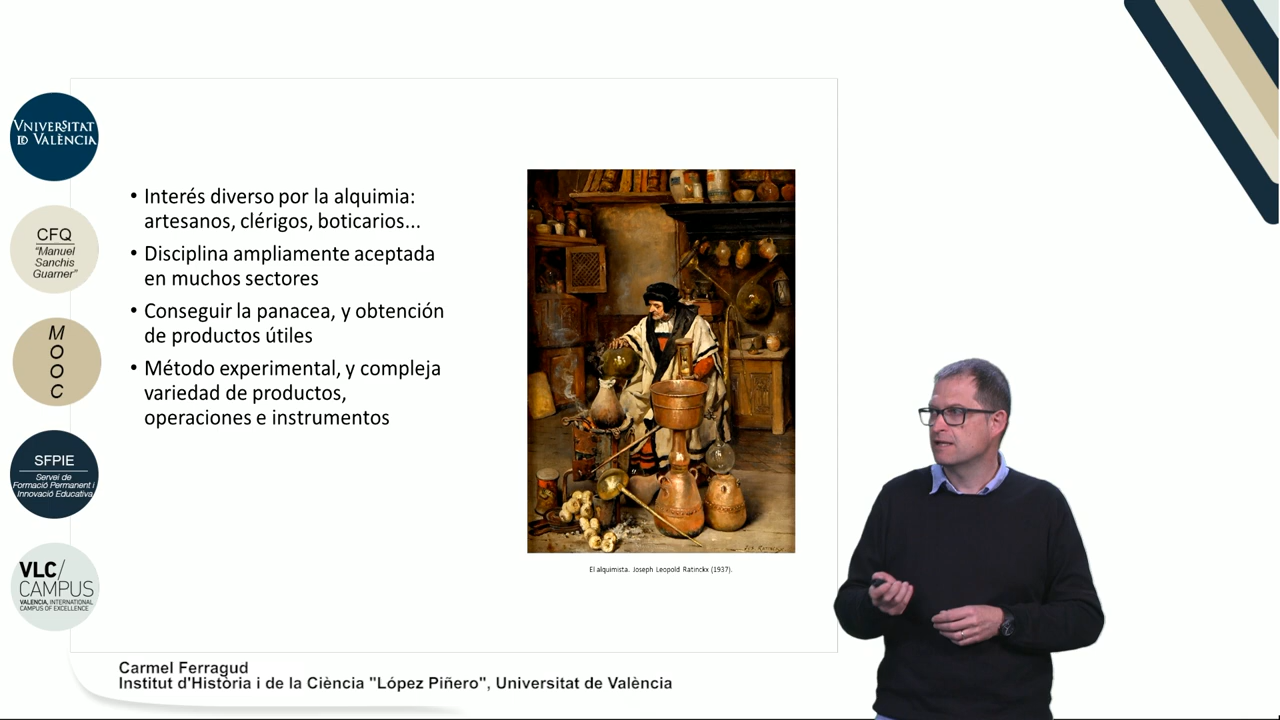 VNIVERSITAT
ID VALÈNCIA
CFQ
"Manuel
Sanchis
Guarner"
M
O
O
C
SFPIE
Servei de
Formació Permanent i
Innovació Educativa
VLC/
CAMPUS
VALENCIA, INTERNATIONAL
CAMPUS OF EXCELLENCE
• Interés diverso por la alquimia:
artesanos, clérigos, boticarios...
• Disciplina ampliamente aceptada
en muchos sectores
• Conseguir la panacea, y obtención
de productos útiles
• Método experimental, y compleja
variedad de productos,
operaciones e instrumentos
El alquimista. Joseph Leopold Ratinckx (1937).
Carmel Ferragud
Institut d'Història i de la Ciència "López Piñero", Universitat de València